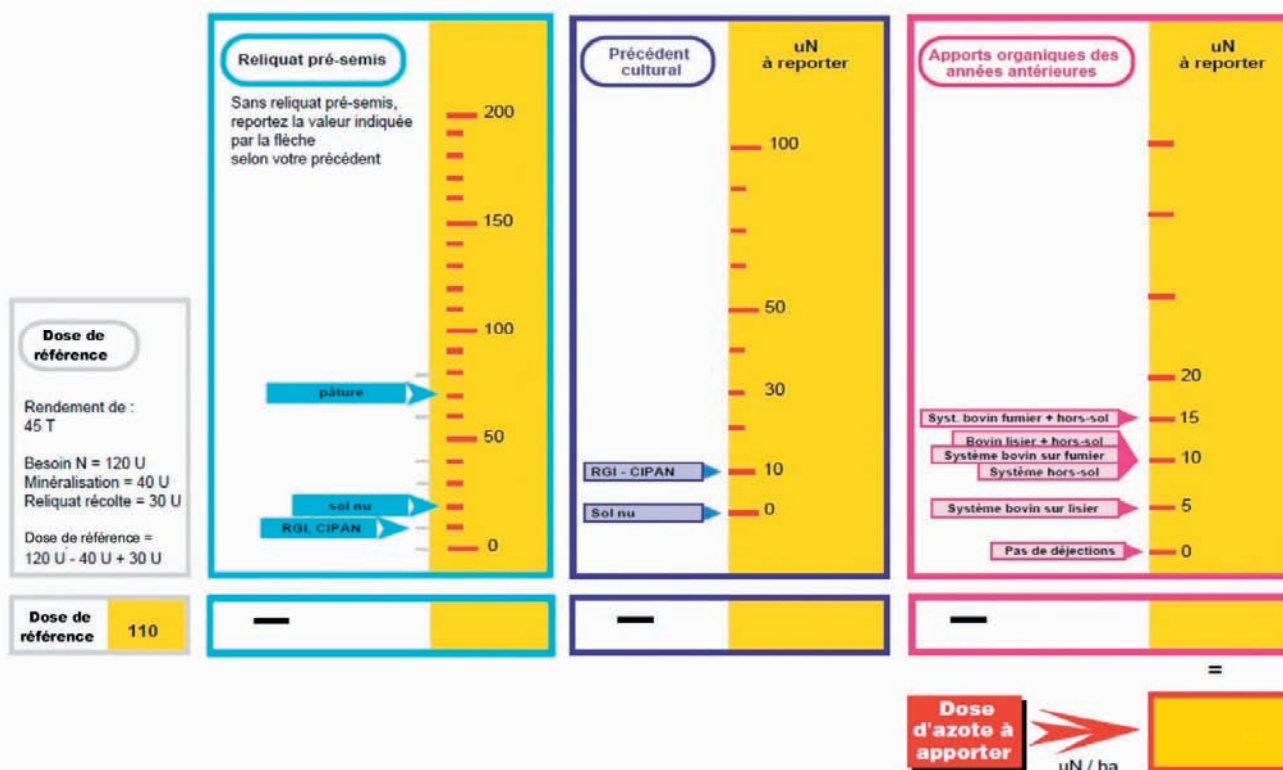 Dose de
référence
Rendement de :
45 T
Besoin N = 120 U
Minéralisation = 40 U
Reliquat récolte = 30 U
Dose de référence =
120 U - 40 U + 30 U
Dose de
référence
110
Reliquat pré-semis
Sans reliquat pré-semis,
reportez la valeur indiquée
par la flèche
selon votre précédent
200
150
100
50
0
pâture
sol nu
RGI, CIPAN
—
Précédent
cultural
uN
à reporter
100
50
30
10
0
RGI - CIPAN
Sol nu
—
Apports organiques des
années antérieures
uN
à reporter
20
15
10
5
0
Syst. bovin fumier + hors-sol
Bovin lisier + hors-sol
Système bovin sur fumier
Système hors-sol
Système bovin sur lisier
Pas de déjections
—
=
Dose
d'azote à
apporter
uN / ha